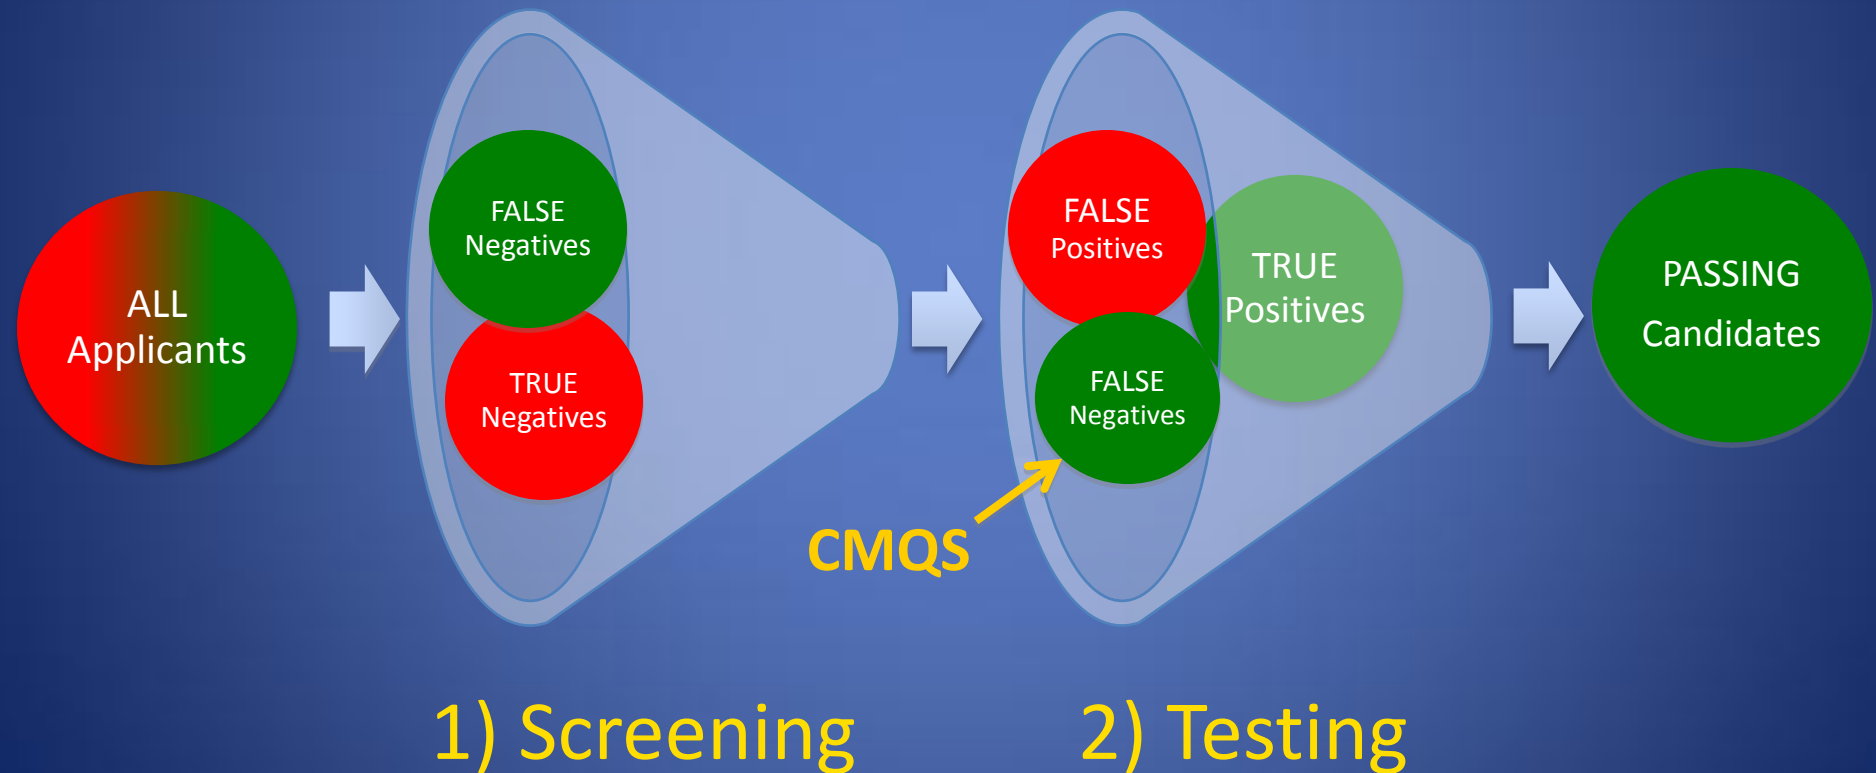 ALL
Applicants
FALSE
Negatives
TRUE
Negatives
FALSE
Positives
TRUE
Positives
FALSE
Negatives
CMQS
PASSING
Candidates
1) Screening
2) Testing